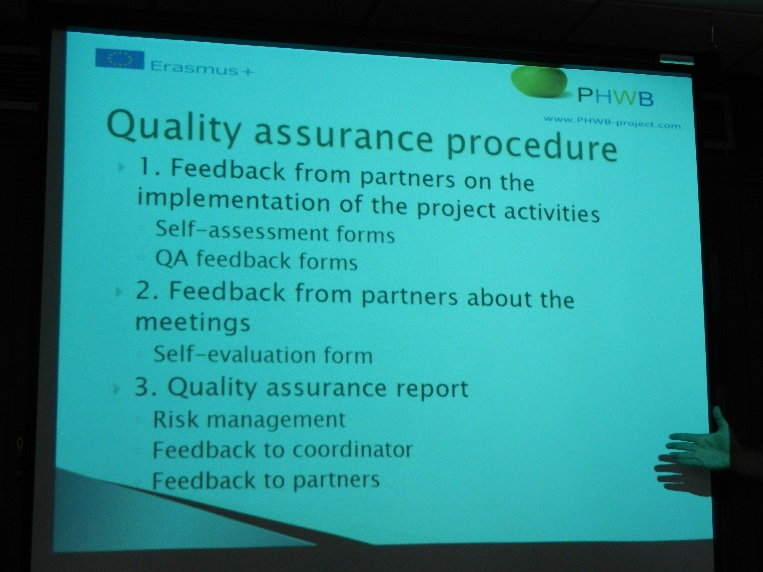 Erasmus+
PHWB
www.PHWB-project.com
Quality assurance procedure
1. Feedback from partners on the
implementation of the project activities
Self-assessment forms
QA feedback forms
2. Feedback from partners about the
meetings
Self-evaluation form
3. Quality assurance report
Risk management
Feedback to coordinator
Feedback to partners